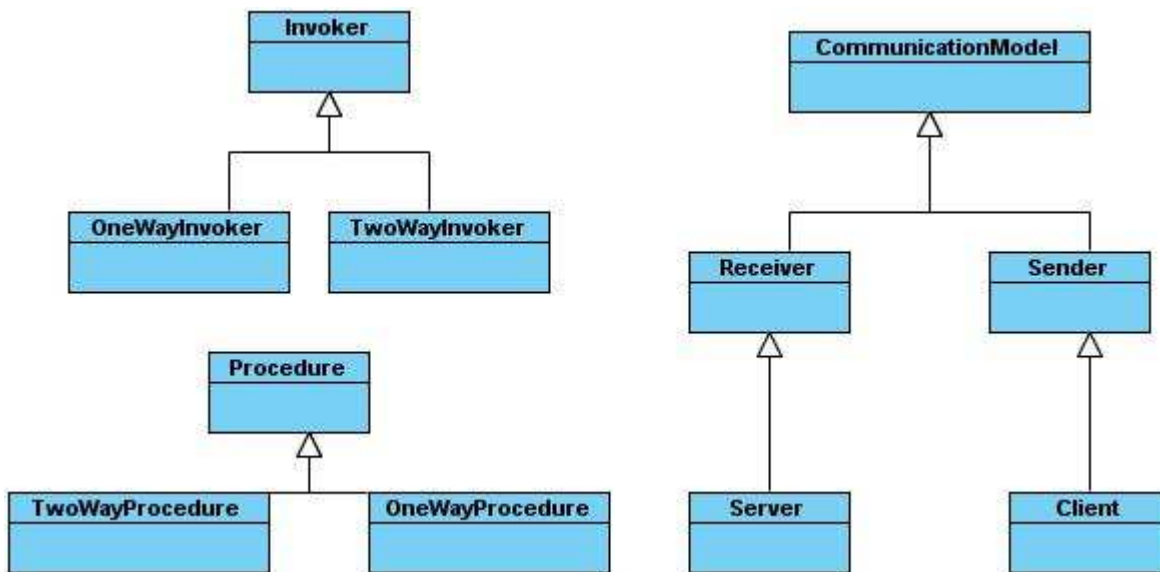 Invoker
CommunicationModel
OneWayInvoker
TwoWayInvoker
Receiver
Sender
Procedure
TwoWayProcedure
OneWayProcedure
Server
Client